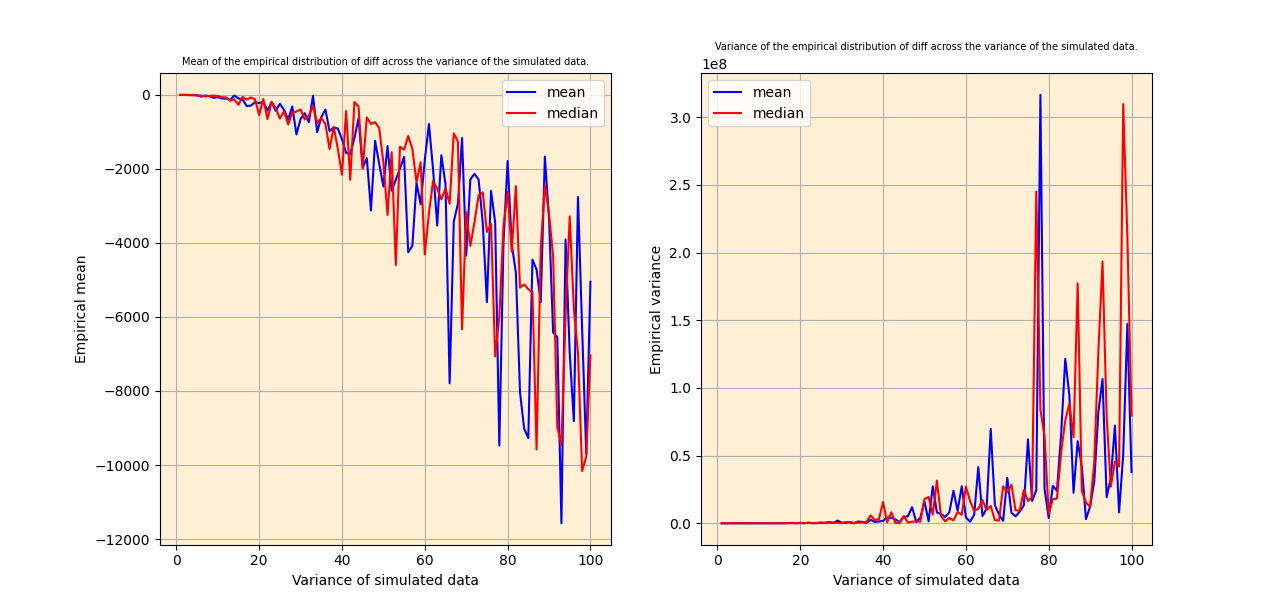 Mean of the empirical distribution of diff across the variance of the simulated data.
0
−2000
−4000
−6000
−8000
−10000
−12000
Empirical mean
mean
median
0 20 40 60 80 100
Variance of simulated data
Variance of the empirical distribution of diff across the variance of the simulated data.
1e8
3.0
2.5
2.0
1.5
1.0
0.5
0.0
Empirical variance
mean
median
0 20 40 60 80 100
Variance of simulated data